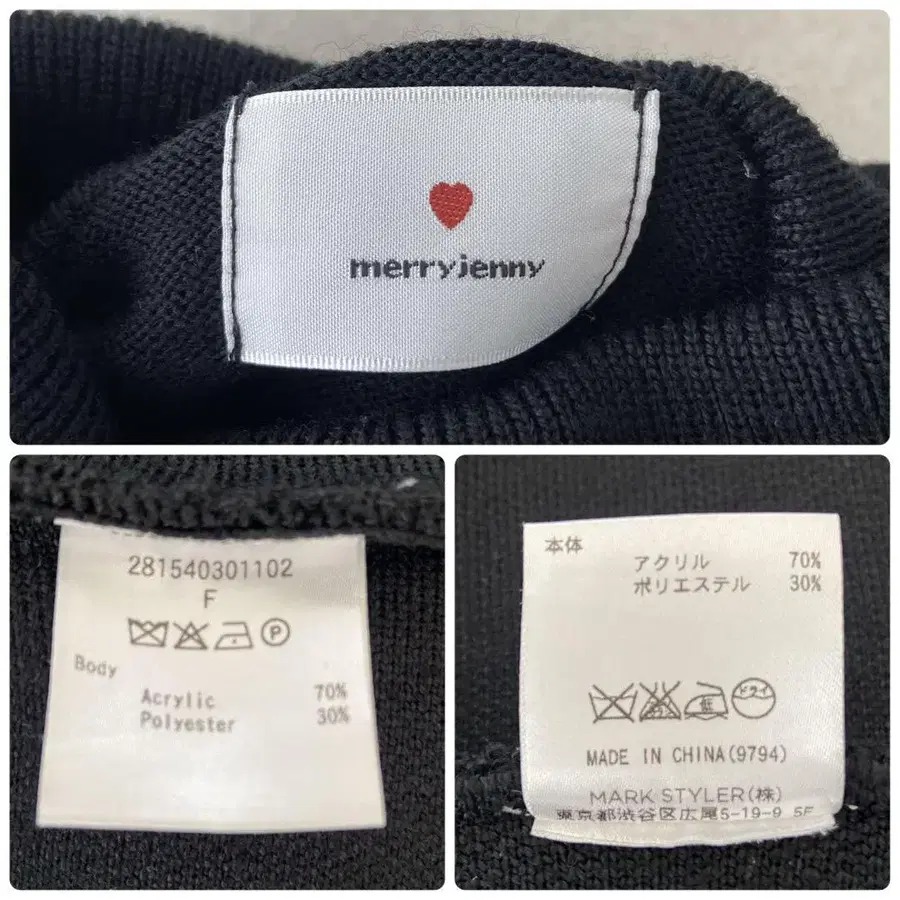 merryjenny
281540301102
F
P
Body
Acrylic 70%
Polyester 30%
本体
アクリル 70%
ポリエステル 30%
低
ドライ
MADE IN CHINA(9794)
MARK STYLER(株)
東京都渋谷区広尾5-19-9 5F